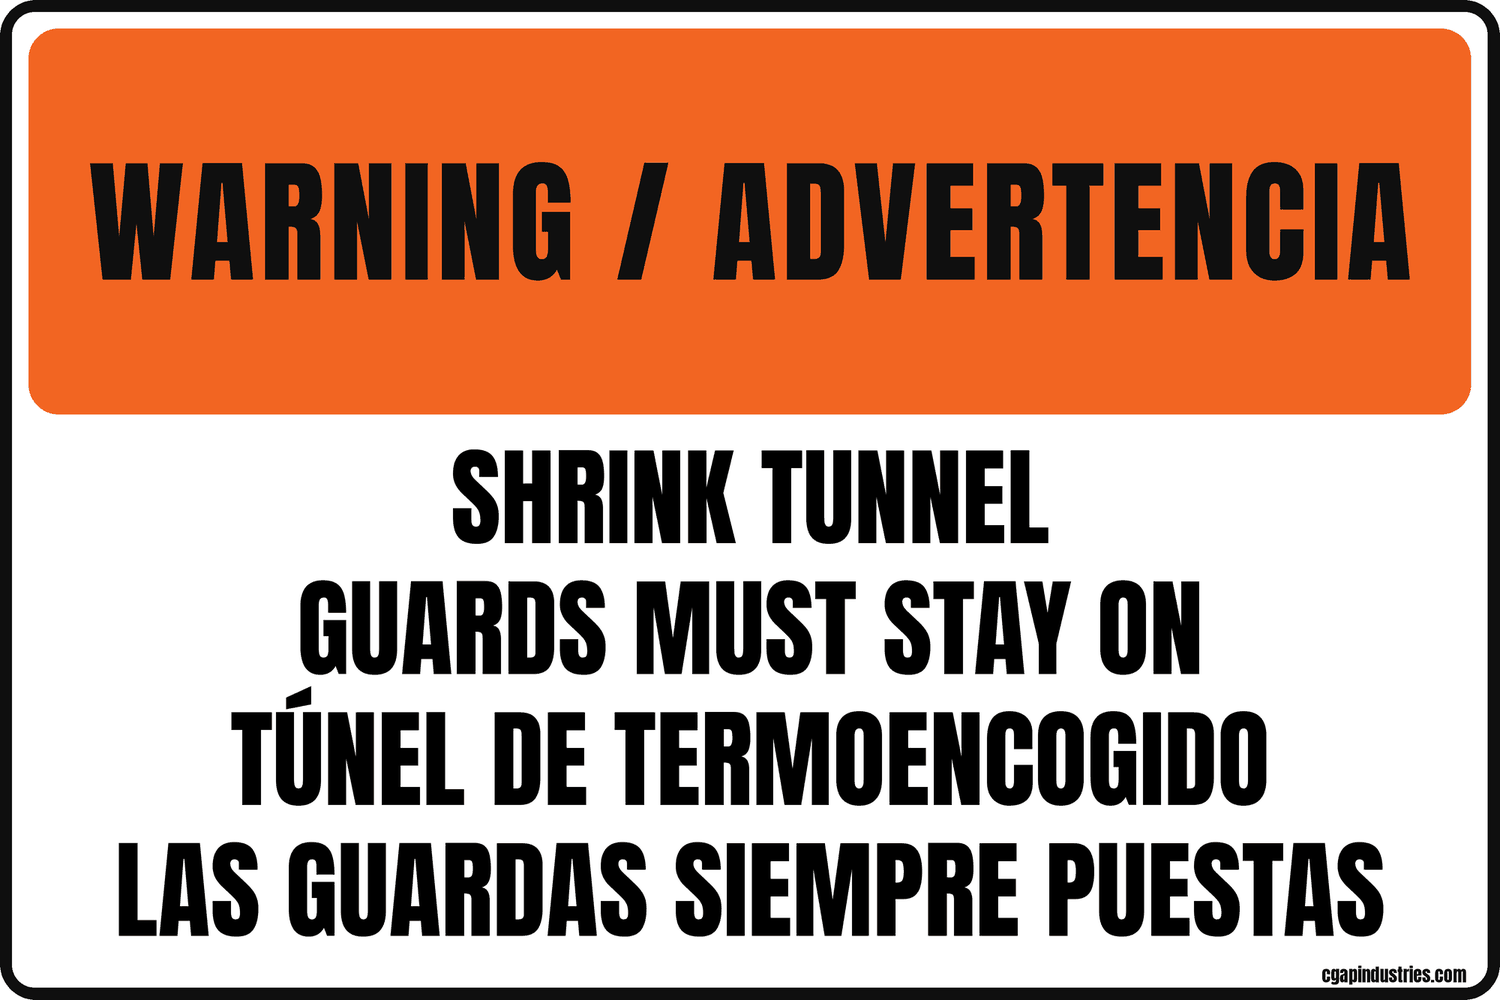 WARNING / ADVERTENCIA
SHRINK TUNNEL
GUARDS MUST STAY ON
TÚNEL DE TERMOENCOGIDO
LAS GUARDAS SIEMPRE PUESTAS
cgapindustries.com